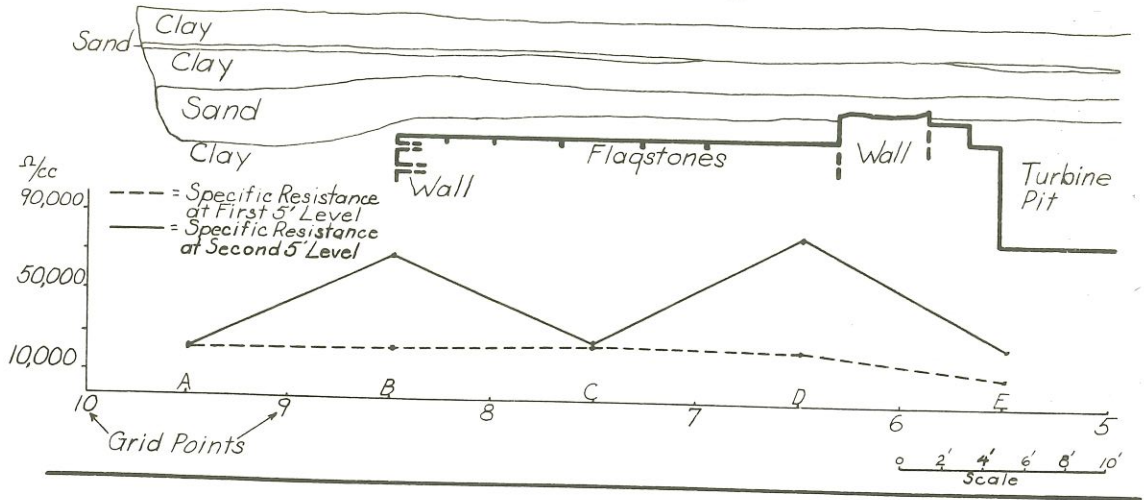 Clay
Sand
Clay
Sand
Clay
Flagstones
Wall
Wall
Turbine
Pit
Ω/cc
90,000
50,000
10,000
= Specific Resistance
at First 5' Level
= Specific Resistance
at Second 5' Level
A
B
C
D
E
10
9
8
7
6
5
Grid Points
0 2' 4' 6' 8' 10'
Scale